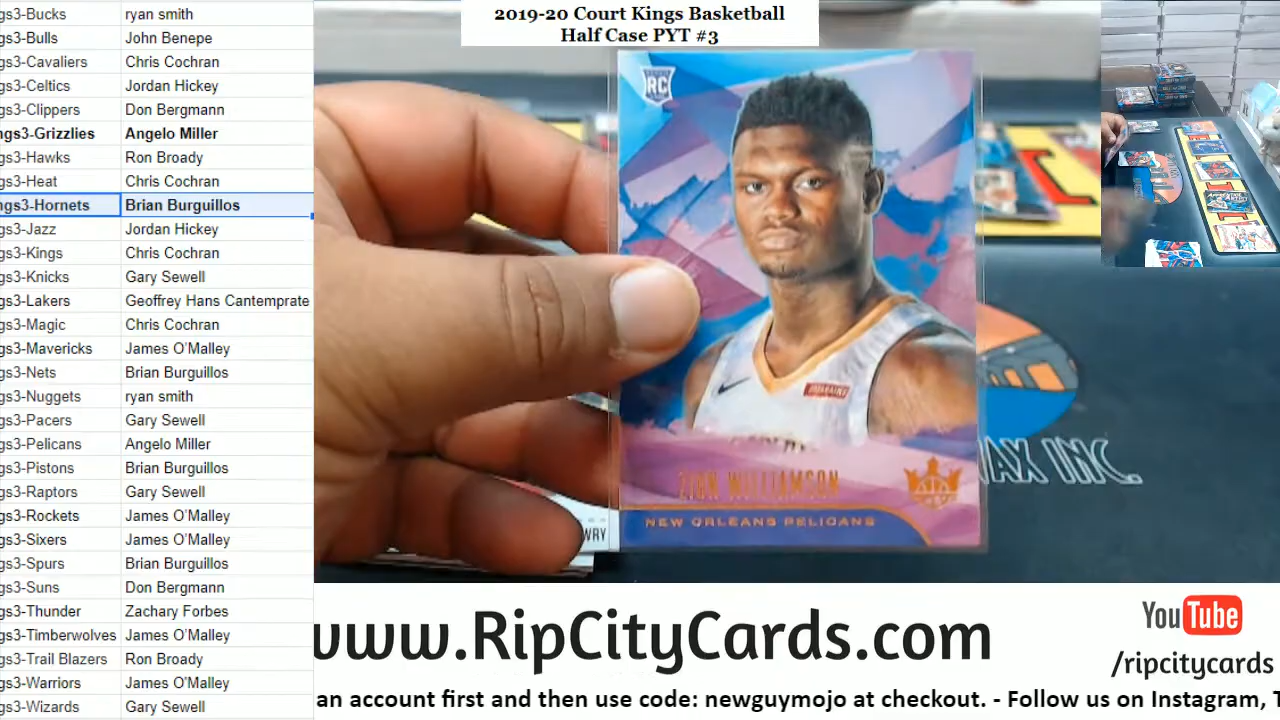 2019-20 Court Kings Basketball
Half Case PYT #3
gs3-Bucks ryan smith
gs3-Bulls John Benepe
gs3-Cavaliers Chris Cochran
gs3-Celtics Jordan Hickey
gs3-Clippers Don Bergmann
ngs3-Grizzlies Angelo Miller
gs3-Hawks Ron Broady
gs3-Heat Chris Cochran
ngs3-Hornets Brian Burguillos
gs3-Jazz Jordan Hickey
gs3-Kings Chris Cochran
gs3-Knicks Gary Sewell
gs3-Lakers Geoffrey Hans Cantemprate
gs3-Magic Chris Cochran
gs3-Mavericks James O'Malley
gs3-Nets Brian Burguillos
gs3-Nuggets ryan smith
gs3-Pacers Gary Sewell
gs3-Pelicans Angelo Miller
gs3-Pistons Brian Burguillos
gs3-Raptors Gary Sewell
gs3-Rockets James O'Malley
gs3-Sixers James O'Malley
gs3-Spurs Brian Burguillos
gs3-Suns Don Bergmann
gs3-Thunder Zachary Forbes
gs3-Timberwolves James O'Malley
gs3-Trail Blazers Ron Broady
gs3-Warriors James O'Malley
gs3-Wizards Gary Sewell
RC
ZION WILLIAMSON
NEW ORLEANS PELICANS
WRY
AX INC.
www.RipCityCards.com
YouTube
/ripcitycards
an account first and then use code: newguymojo at checkout. - Follow us on Instagram, T